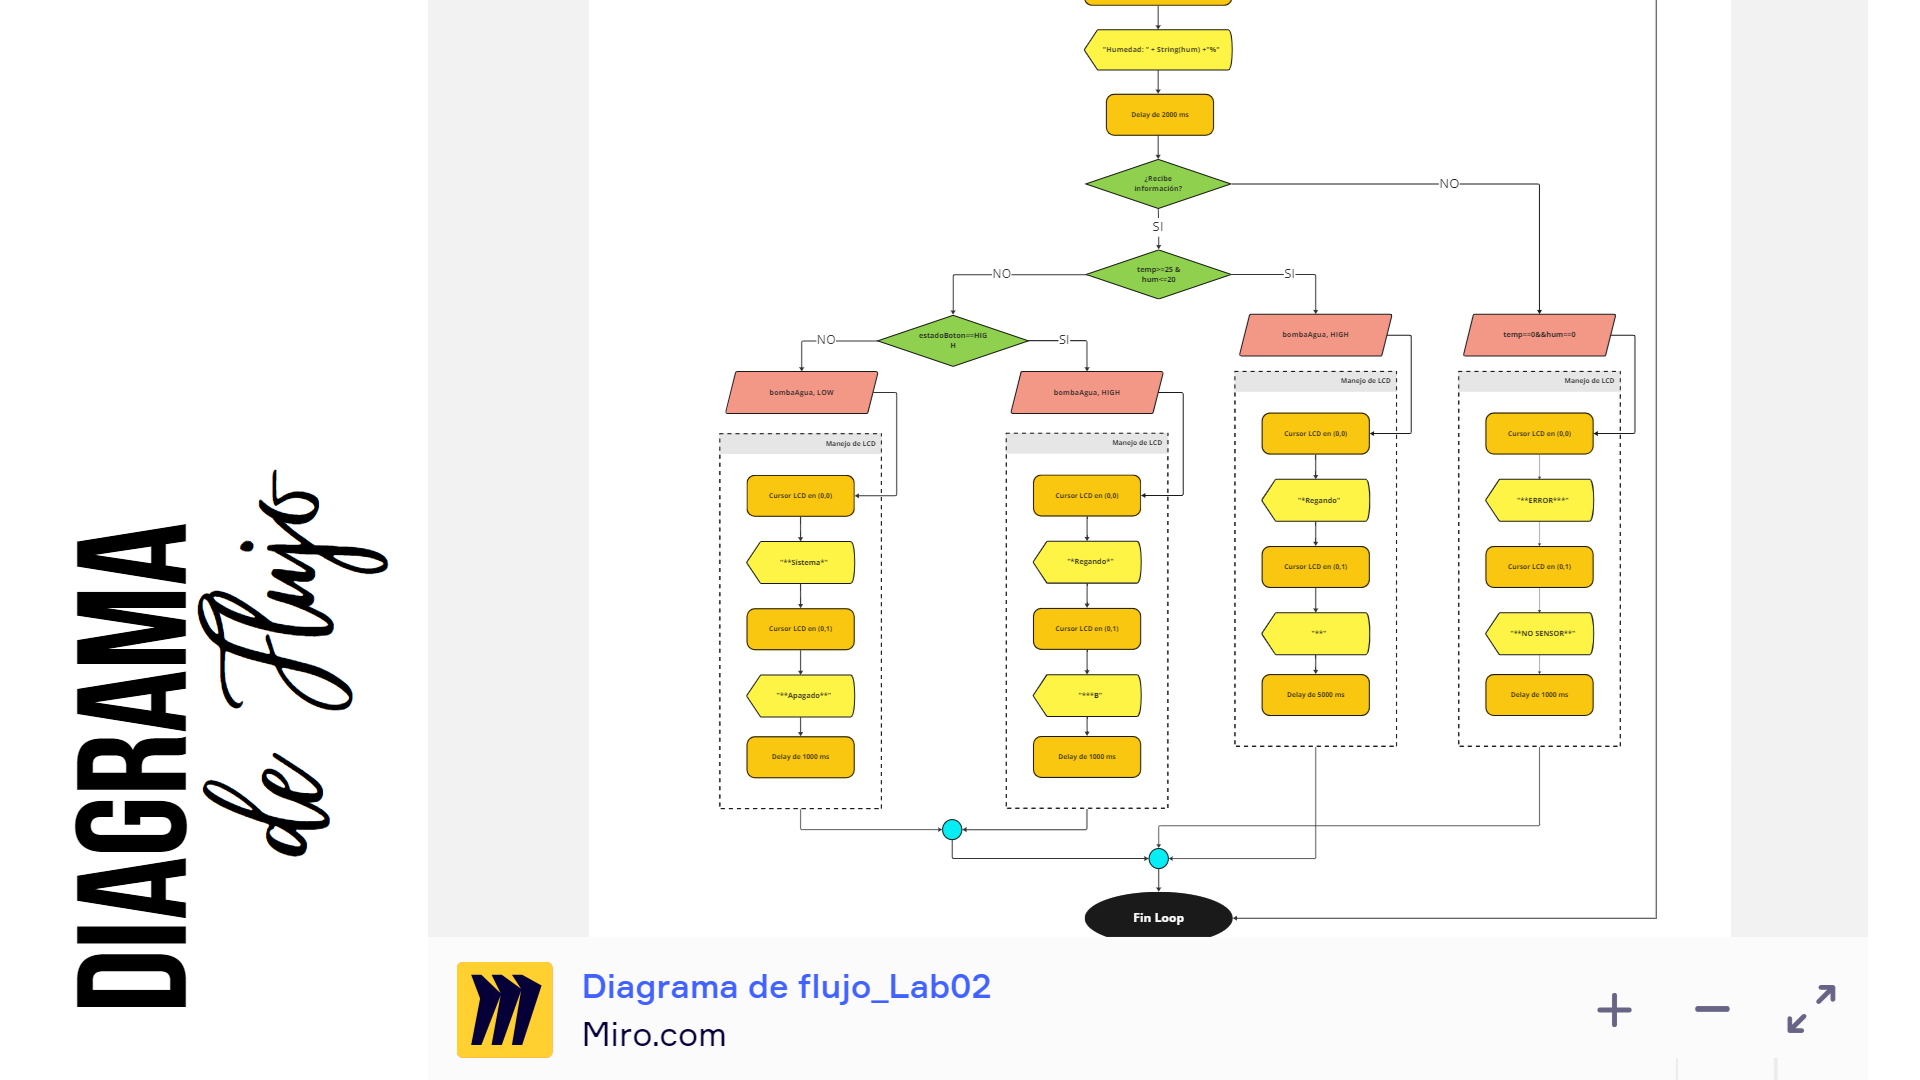 DIAGRAMA
de flujo
"Humedad: " + String(hum) +"%"
Delay de 2000 ms
¿Recibe
información?
NO
SI
temp>=25 &
hum<=20
NO
SI
estadoBoton==HIG
H
NO
SI
bombaAgua, HIGH
temp==0&&hum==0
bombaAgua, LOW
bombaAgua, HIGH
Manejo de LCD
Cursor LCD en (0,0)
"**Sistema*"
Cursor LCD en (0,1)
"**Apagado**"
Delay de 1000 ms
Manejo de LCD
Cursor LCD en (0,0)
"*Regando*"
Cursor LCD en (0,1)
"***B"
Delay de 1000 ms
Manejo de LCD
Cursor LCD en (0,0)
"*Regando"
Cursor LCD en (0,1)
"**"
Delay de 5000 ms
Manejo de LCD
Cursor LCD en (0,0)
"**ERROR***"
Cursor LCD en (0,1)
"**NO SENSOR**"
Delay de 1000 ms
Fin Loop
Diagrama de flujo_Lab02
Miro.com